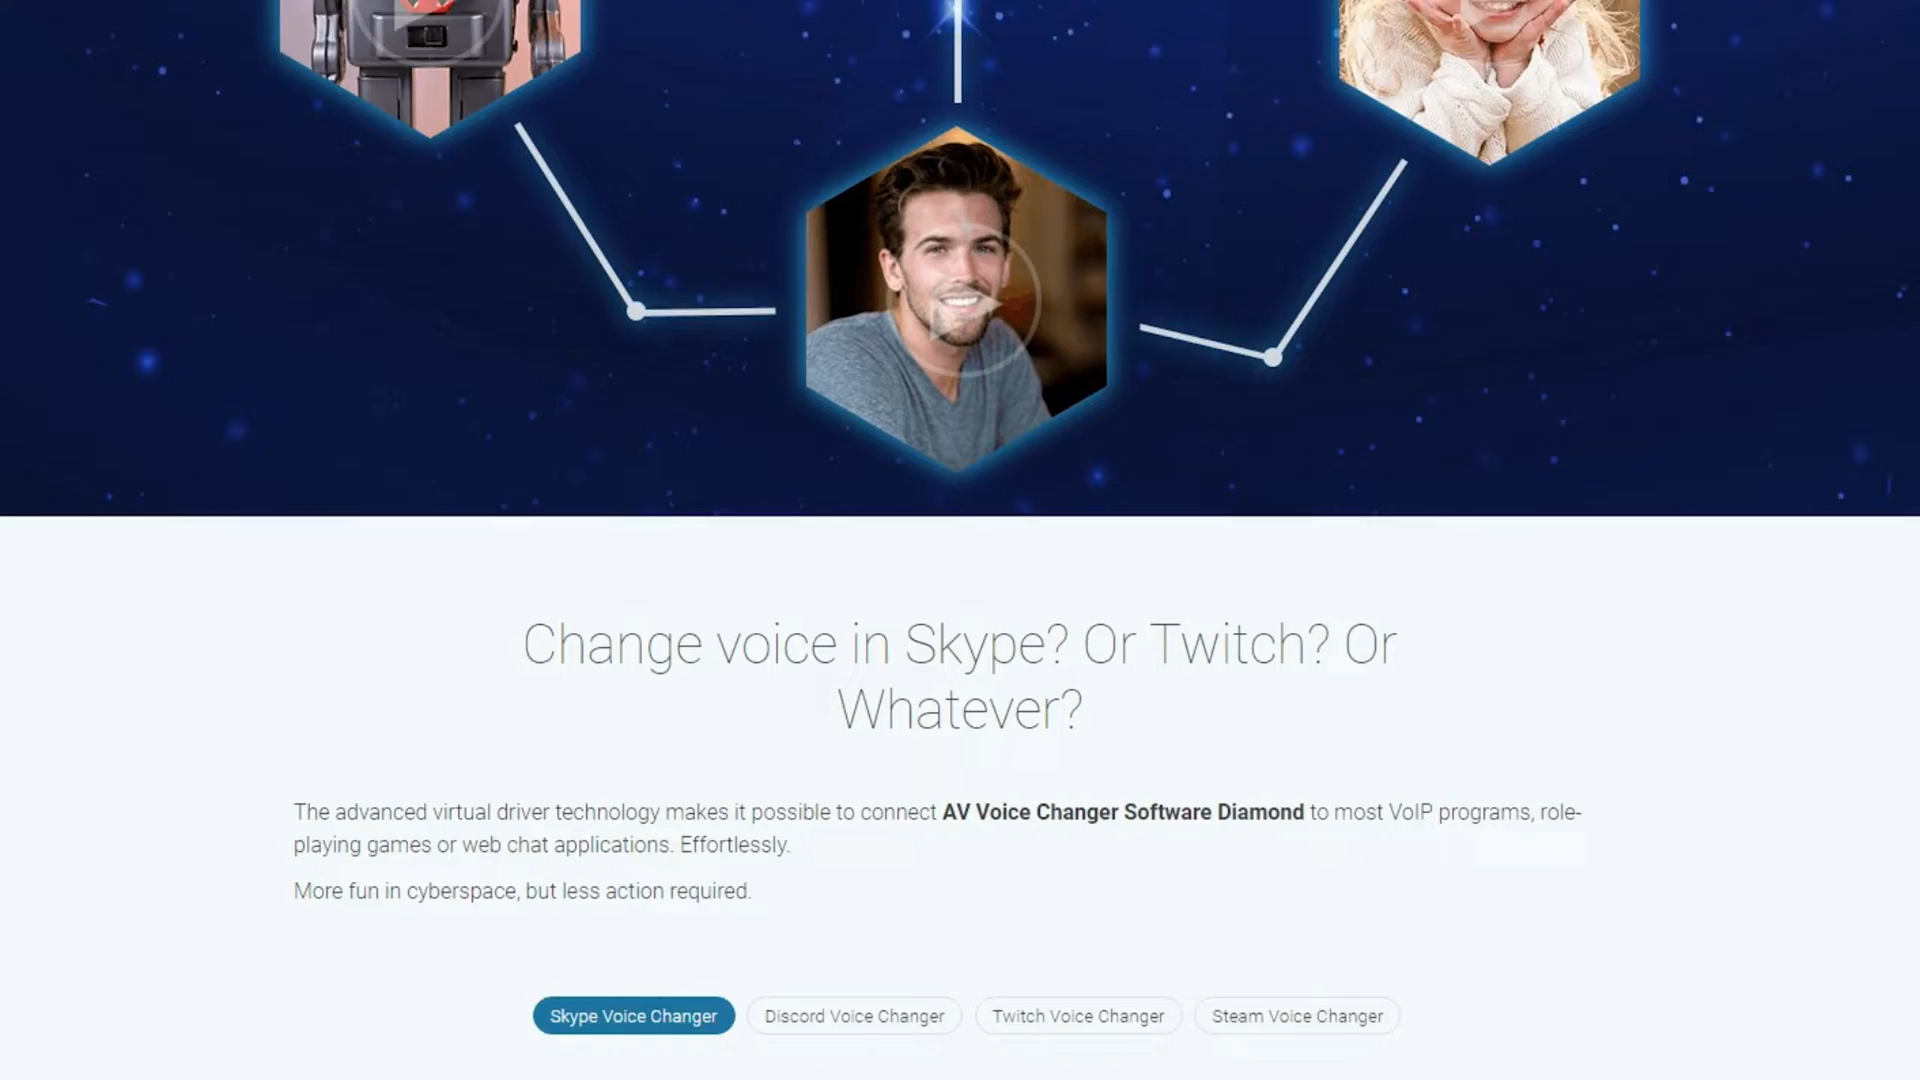 Change voice in Skype? Or Twitch? Or
Whatever?
The advanced virtual driver technology makes it possible to connect AV Voice Changer Software Diamond to most VoIP programs, role-
playing games or web chat applications. Effortlessly.
More fun in cyberspace, but less action required.
Skype Voice Changer
Discord Voice Changer
Twitch Voice Changer
Steam Voice Changer